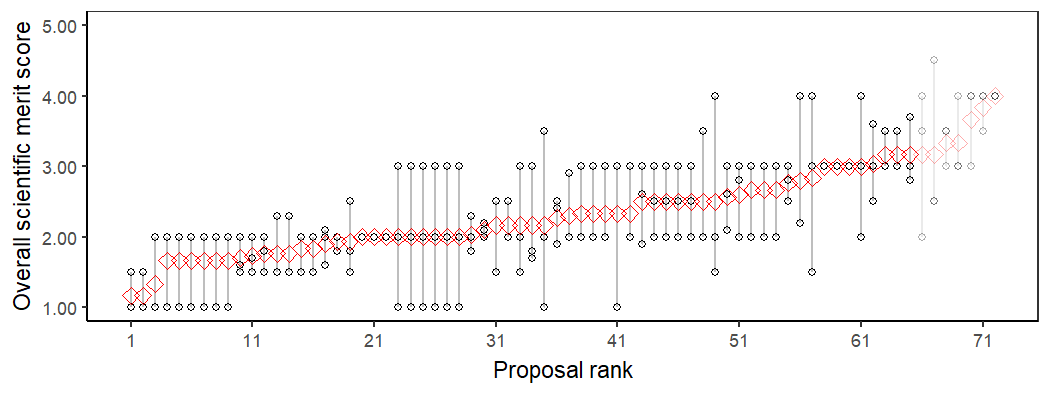 Overall scientific merit score
5.00
4.00
3.00
2.00
1.00
1 11 21 31 41 51 61 71
Proposal rank